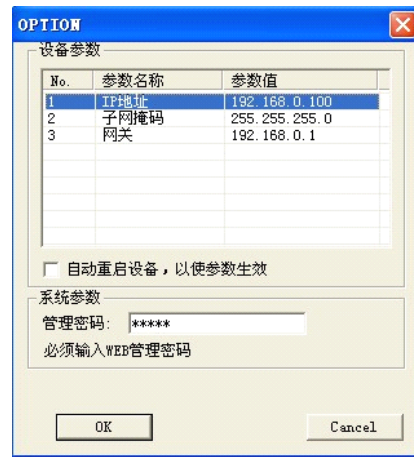 OPTION
设备参数
No. 参数名称 参数值
1 IP地址 192.168.0.100
2 子网掩码 255.255.255.0
3 网关 192.168.0.1
自动重启设备，以使参数生效
系统参数
管理密码: *****
必须输入WEB管理密码
OK Cancel